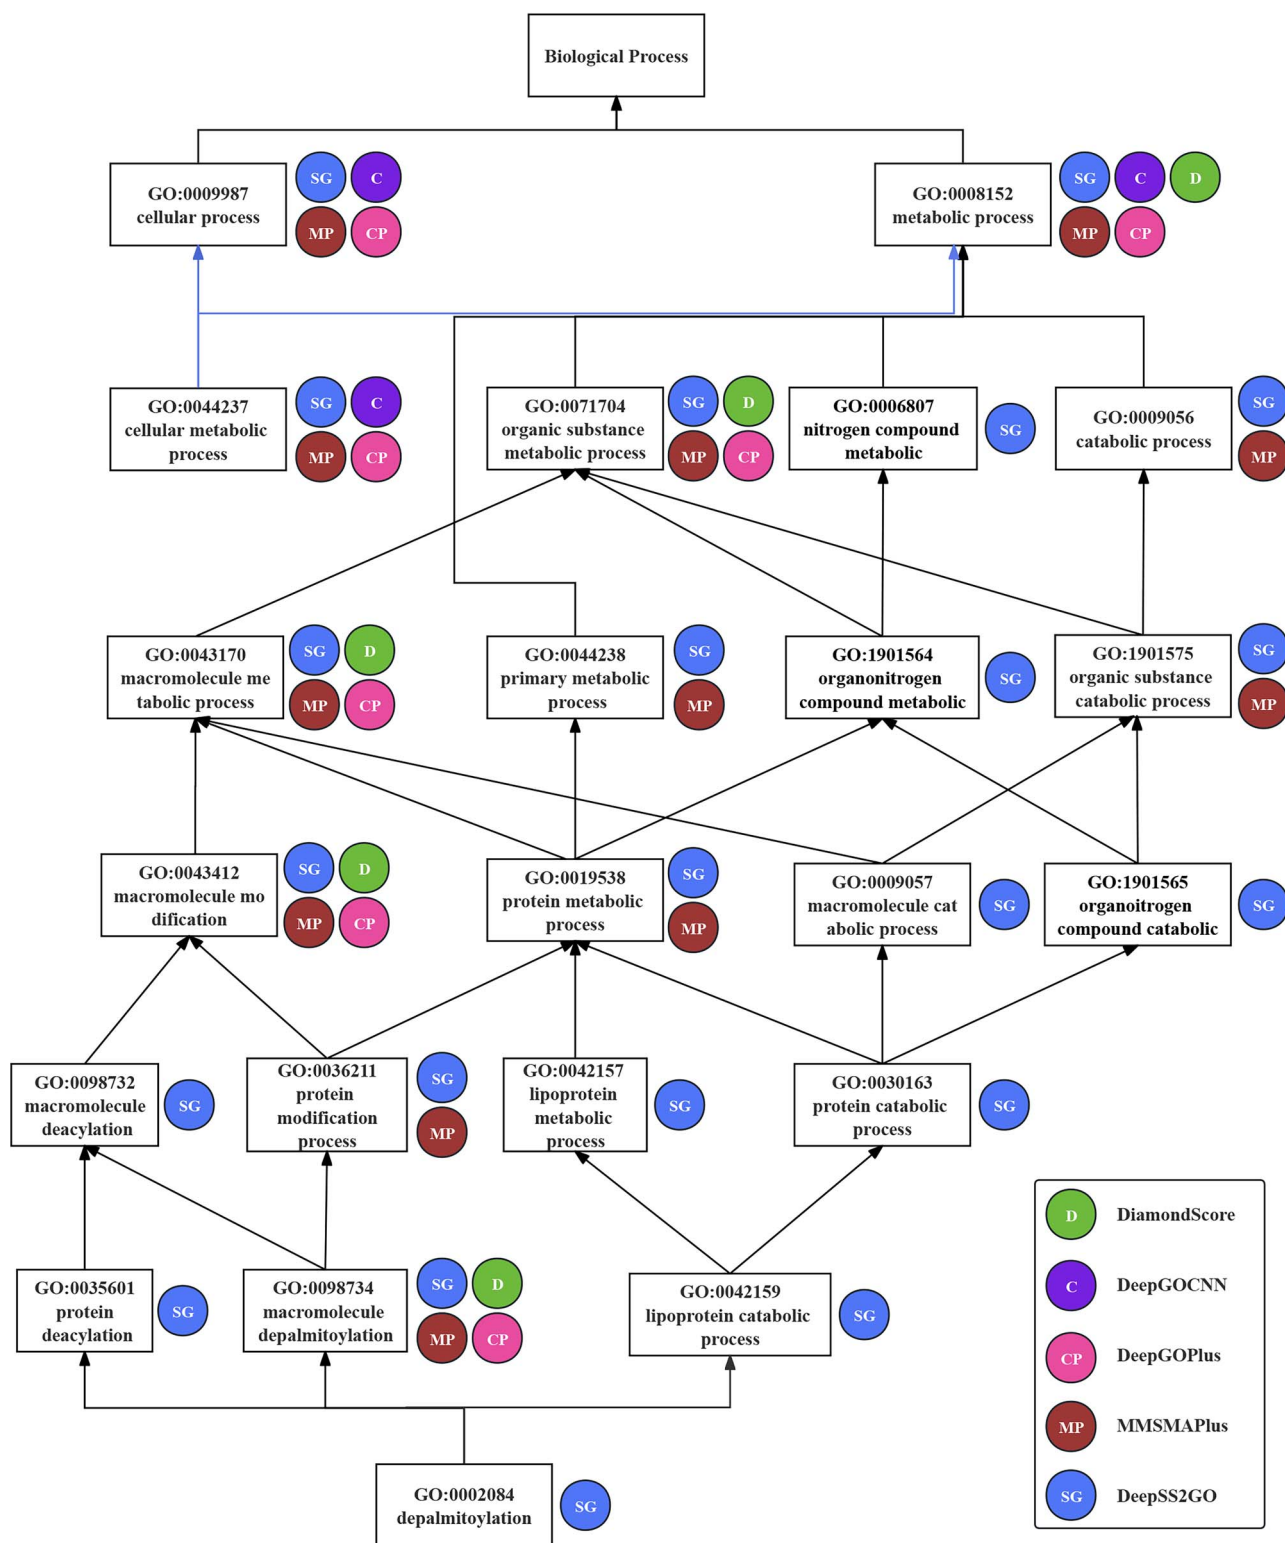 Biological Process
GO:0009987
cellular process
SG
C
MP
CP
GO:0008152
metabolic process
SG
C
D
MP
CP
GO:0044237
cellular metabolic
process
SG
C
MP
CP
GO:0071704
organic substance
metabolic process
SG
D
MP
CP
GO:0006807
nitrogen compound
metabolic
SG
GO:0009056
catabolic process
SG
MP
GO:0043170
macromolecule me
tabolic process
SG
D
MP
CP
GO:0044238
primary metabolic
process
SG
MP
GO:1901564
organonitrogen
compound metabolic
SG
GO:1901575
organic substance
catabolic process
SG
MP
GO:0043412
macromolecule mo
dification
SG
D
MP
CP
GO:0019538
protein metabolic
process
SG
MP
GO:0009057
macromolecule cat
abolic process
SG
GO:1901565
organoitrogen
compound catabolic
SG
GO:0098732
macromolecule
deacylation
SG
GO:0036211
protein
modification
process
SG
MP
GO:0042157
lipoprotein
metabolic
process
SG
GO:0030163
protein catabolic
process
SG
GO:0035601
protein
deacylation
SG
GO:0098734
macromolecule
depalmitoylation
SG
D
MP
CP
GO:0042159
lipoprotein catabolic
process
SG
GO:0002084
depalmitoylation
SG
D DiamondScore
C DeepGOCNN
CP DeepGOPlus
MP MMSMAPlus
SG DeepSS2GO